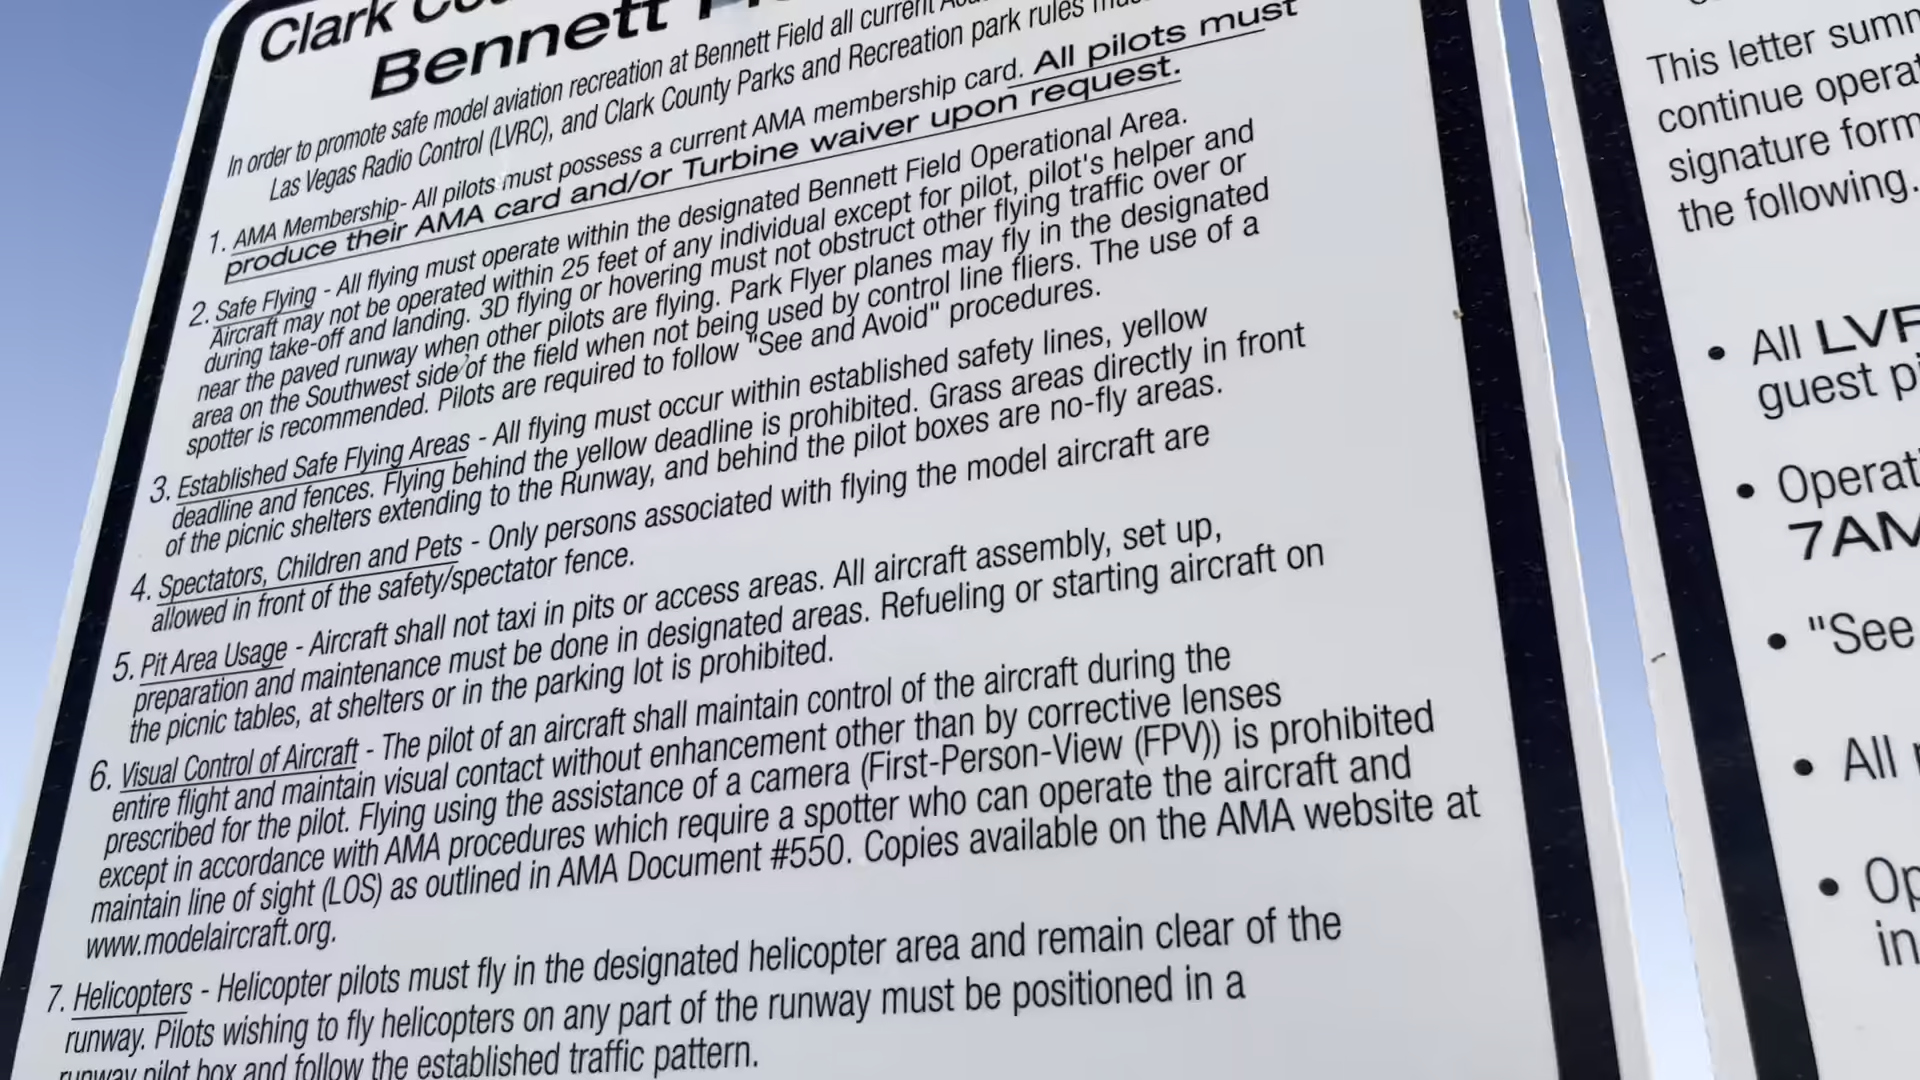 Clark
Bennett
In order to promote safe model aviation recreation at Bennett Field all current
Las Vegas Radio Control (LVRC), and Clark County Parks and Recreation park rules
1. AMA Membership- All pilots must possess a current AMA membership card. All pilots must
produce their AMA card and/or Turbine waiver upon request.
2. Safe Flying - All flying must operate within the designated Bennett Field Operational Area.
Aircraft may not be operated within 25 feet of any individual except for pilot, pilot's helper and
during take-off and landing. 3D flying or hovering must not obstruct other flying traffic over or
near the paved runway when other pilots are flying. Park Flyer planes may fly in the designated
area on the Southwest side of the field when not being used by control line fliers. The use of a
spotter is recommended. Pilots are required to follow "See and Avoid" procedures.
3. Established Safe Flying Areas - All flying must occur within established safety lines, yellow
deadline and fences. Flying behind the yellow deadline is prohibited. Grass areas directly in front
of the picnic shelters extending to the Runway, and behind the pilot boxes are no-fly areas.
4. Spectators, Children and Pets - Only persons associated with flying the model aircraft are
allowed in front of the safety/spectator fence.
5. Pit Area Usage - Aircraft shall not taxi in pits or access areas. All aircraft assembly, set up,
preparation and maintenance must be done in designated areas. Refueling or starting aircraft on
the picnic tables, at shelters or in the parking lot is prohibited.
6. Visual Control of Aircraft - The pilot of an aircraft shall maintain control of the aircraft during the
entire flight and maintain visual contact without enhancement other than by corrective lenses
prescribed for the pilot. Flying using the assistance of a camera (First-Person-View (FPV)) is prohibited
except in accordance with AMA procedures which require a spotter who can operate the aircraft and
maintain line of sight (LOS) as outlined in AMA Document #550. Copies available on the AMA website at
www.modelaircraft.org.
7. Helicopters - Helicopter pilots must fly in the designated helicopter area and remain clear of the
runway. Pilots wishing to fly helicopters on any part of the runway must be positioned in a
runway pilot box and follow the established traffic pattern.
This letter
continue
signature
the following.
• All
guest
•
7AM
• "See
• All
•
in